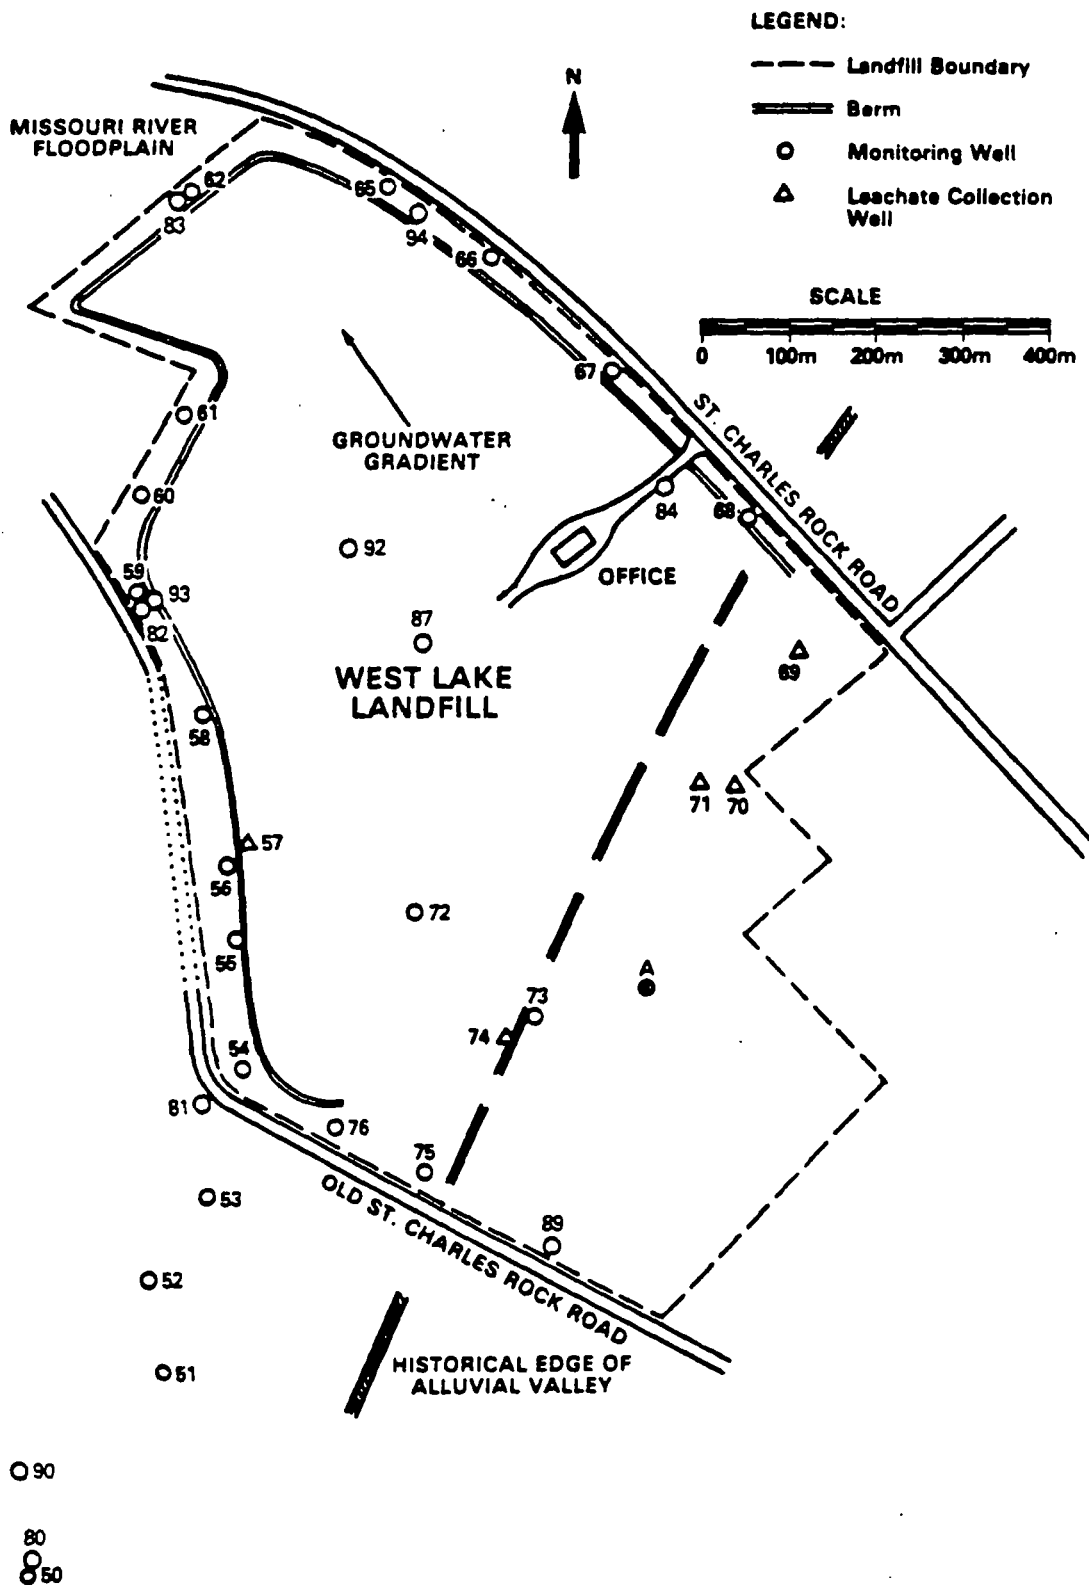 LEGEND:
Landfill Boundary
Berm
Monitoring Well
Leachate Collection
Well
N
MISSOURI RIVER
FLOODPLAIN
SCALE
0 100m 200m 300m 400m
62
83
65
94
66
67
61
60
GROUNDWATER
GRADIENT
ST. CHARLES ROCK ROAD
84
68
92
OFFICE
59
93
82
87
WEST LAKE
LANDFILL
69
58
71
70
57
56
72
55
A
73
74
54
81
76
75
53
OLD ST. CHARLES ROCK ROAD
89
52
51
HISTORICAL EDGE OF
ALLUVIAL VALLEY
90
80
50